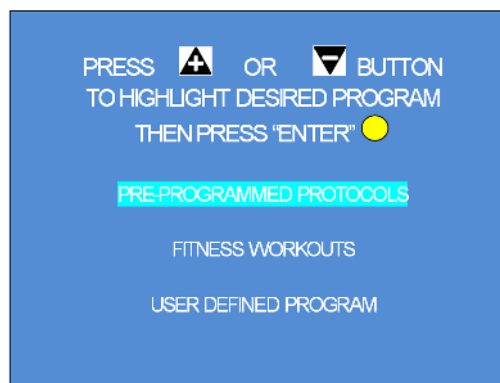 PRESS + OR - BUTTON
TO HIGHLIGHT DESIRED PROGRAM
THEN PRESS “ENTER”
PRE-PROGRAMMED PROTOCOLS
FITNESS WORKOUTS
USER DEFINED PROGRAM